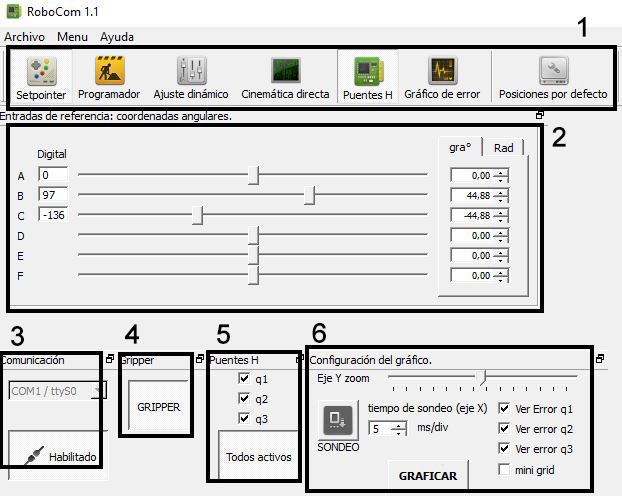 RoboCom 1.1
Archivo Menu Ayuda
1
Setpointer Programador Ajuste dinámico Cinemática directa Puentes H Gráfico de error Posiciones por defecto
Entradas de referencia: coordenadas angulares.
2
Digital gra° Rad
A 0 0,00
B 97 44,88
C -136 -44,88
D 0,00
E 0,00
F 0,00
3 4 5 6
Comunicación Gripper Puentes H Configuración del gráfico.
COM1 / ttyS0
Habilitado
GRIPPER
q1
q2
q3
Todos activos
Eje Y zoom
SONDEO
tiempo de sondeo (eje X)
5 ms/div
GRAFICAR
Ver Error q1
Ver error q2
Ver error q3
mini grid